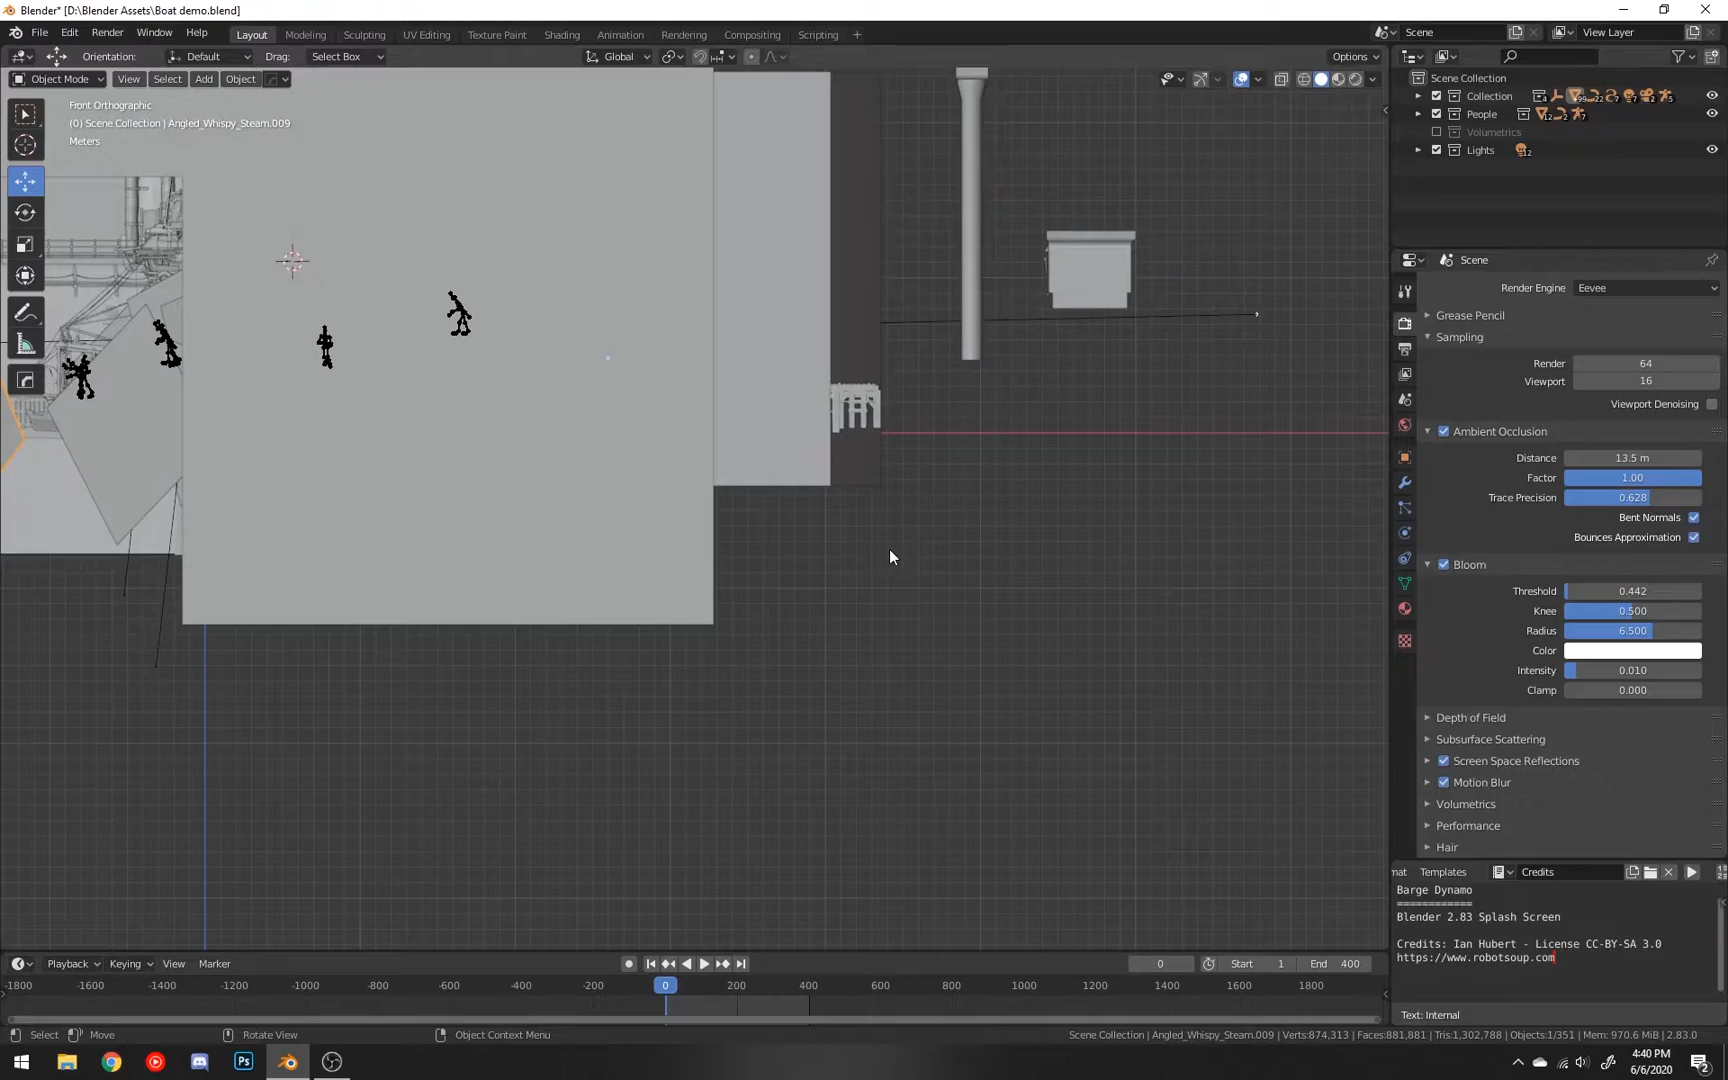 Blender* [D:\Blender Assets\Boat demo.blend]
File Edit Render Window Help
Layout Modeling Sculpting UV Editing Texture Paint Shading Animation Rendering Compositing Scripting +
Scene View Layer
Orientation: Default Drag: Select Box Global Options
Object Mode View Select Add Object
Front Orthographic
(0) Scene Collection | Angled_Whispy_Steam.009
Meters
Scene Collection
Collection
People
Volumetrics
Lights
Scene
Render Engine Eevee
Grease Pencil
Sampling
Render 64
Viewport 16
Viewport Denoising
Ambient Occlusion
Distance 13.5 m
Factor 1.00
Trace Precision 0.628
Bent Normals
Bounces Approximation
Bloom
Threshold 0.442
Knee 0.500
Radius 6.500
Color
Intensity 0.010
Clamp 0.000
Depth of Field
Subsurface Scattering
Screen Space Reflections
Motion Blur
Volumetrics
Performance
Hair
mat Templates Credits
Barge Dynamo
============
Blender 2.83 Splash Screen
Credits: Ian Hubert - License CC-BY-SA 3.0
https://www.robotsoup.com
Text: Internal
Playback Keying View Marker 0 Start 1 End 400
-1800 -1600 -1400 -1200 -1000 -800 -600 -400 -200 0 200 400 600 800 1000 1200 1400 1600 1800
Select Move Rotate View Object Context Menu
Scene Collection | Angled_Whispy_Steam.009 | Verts:874,313 | Faces:881,881 | Tris:1,302,788 | Objects:1/351 | Mem: 970.6 MiB | 2.83.0
Ps
4:40 PM
6/6/2020
2